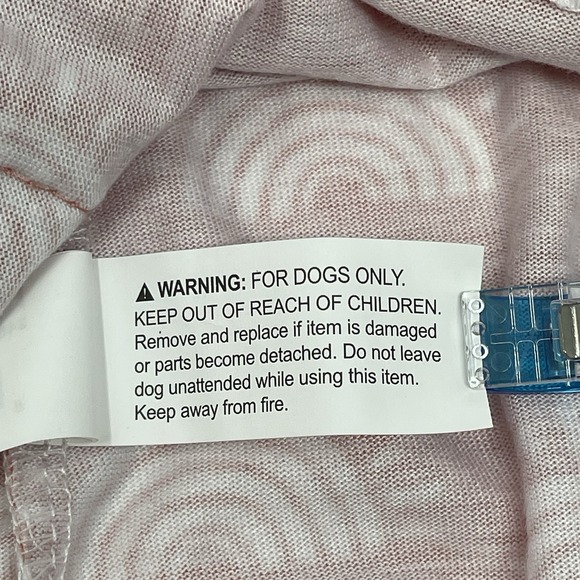 WARNING: FOR DOGS ONLY.
KEEP OUT OF REACH OF CHILDREN.
Remove and replace if item is damaged
or parts become detached. Do not leave
dog unattended while using this item.
Keep away from fire.